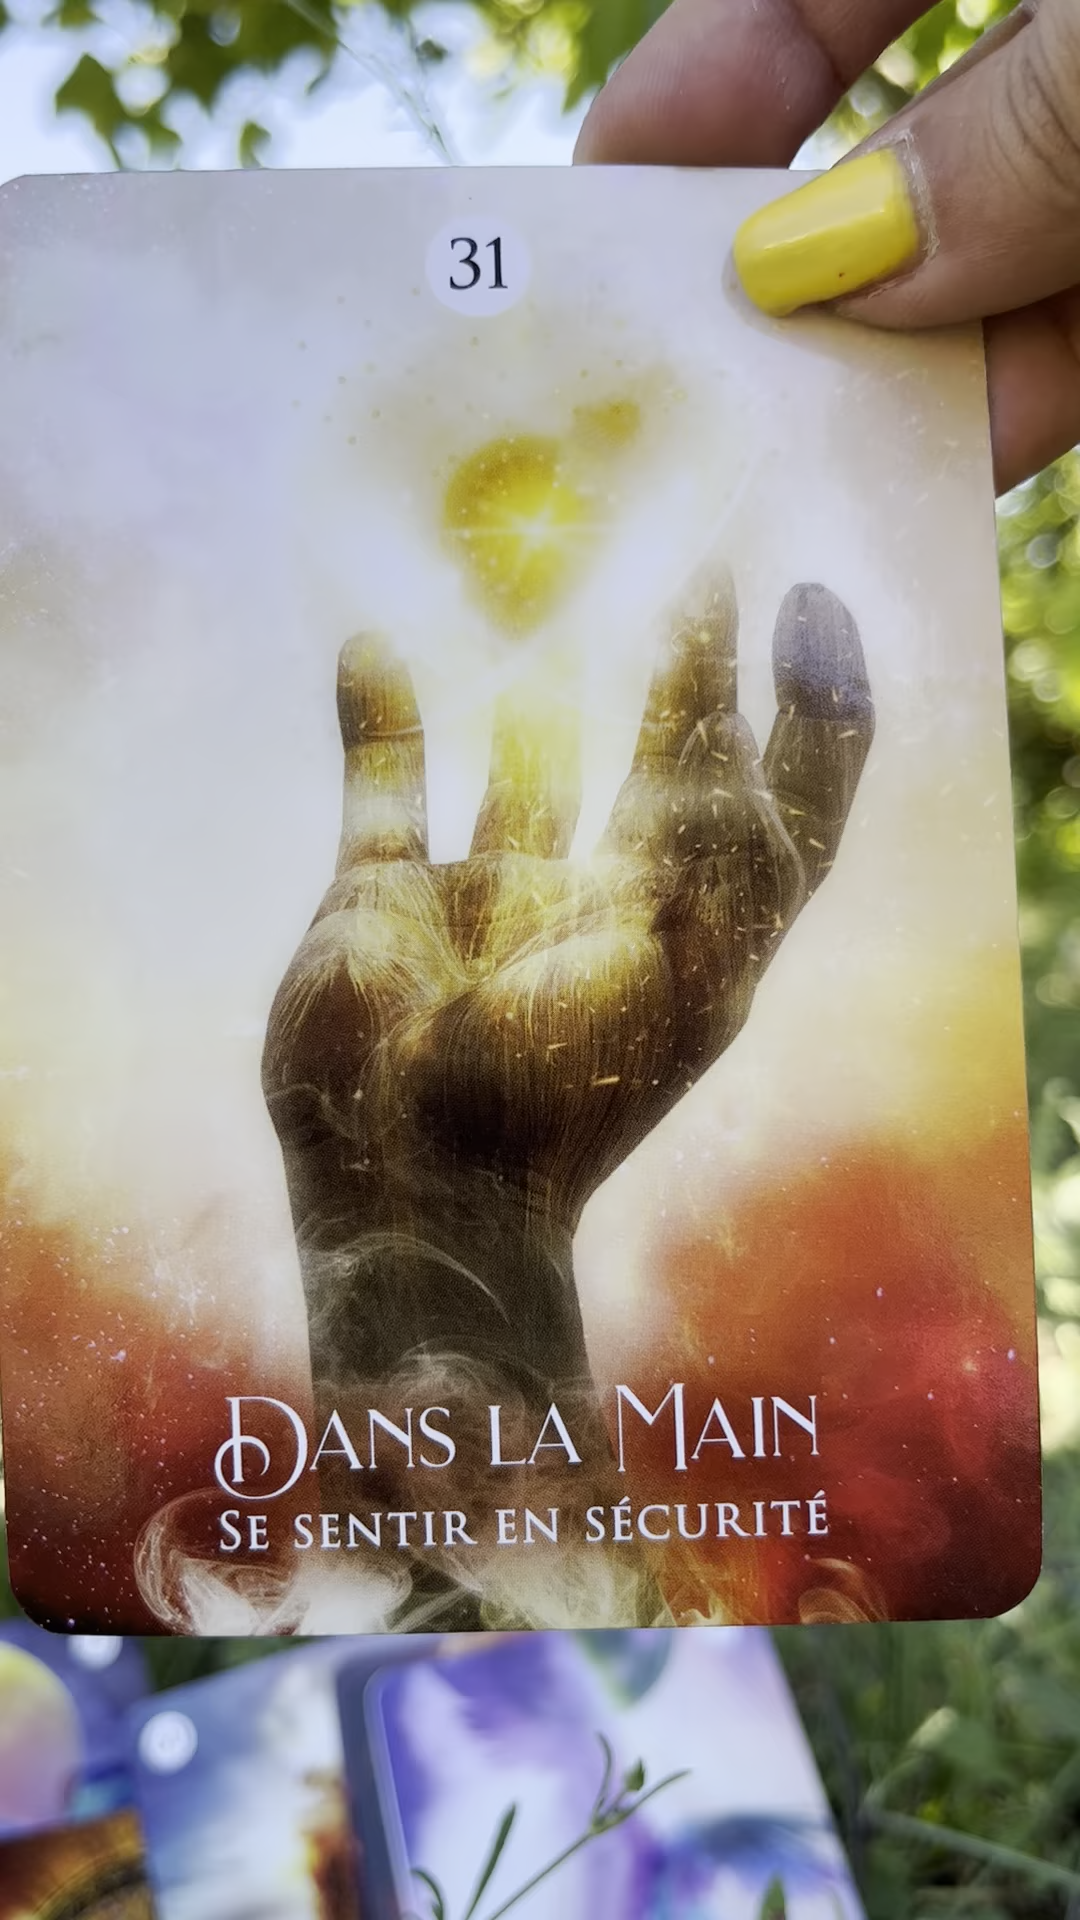 31
Dans la Main
Se sentir en sécurité